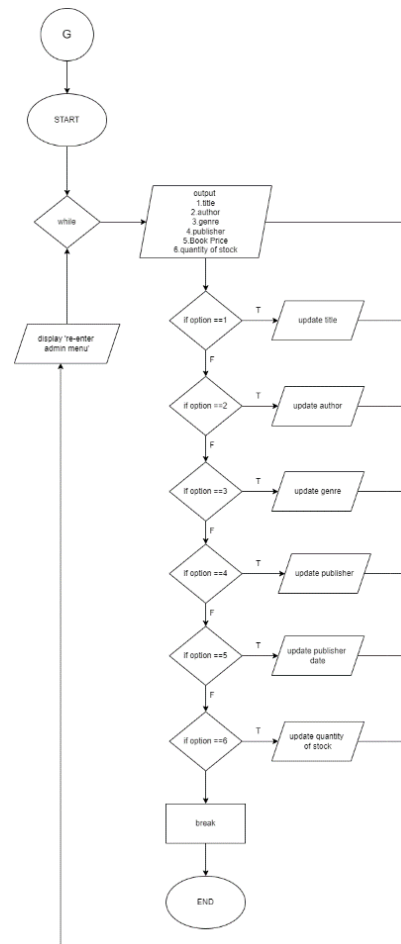 G
START
while
output
1.title
2.author
3.genre
4.publisher
5.Book Price
6.quantity of stock
display 're-enter
admin menu'
if option ==1
T
update title
F
if option ==2
T
update author
F
if option ==3
T
update genre
F
if option ==4
T
update publisher
F
if option ==5
T
update publisher
date
F
if option ==6
T
update quantity
of stock
break
END